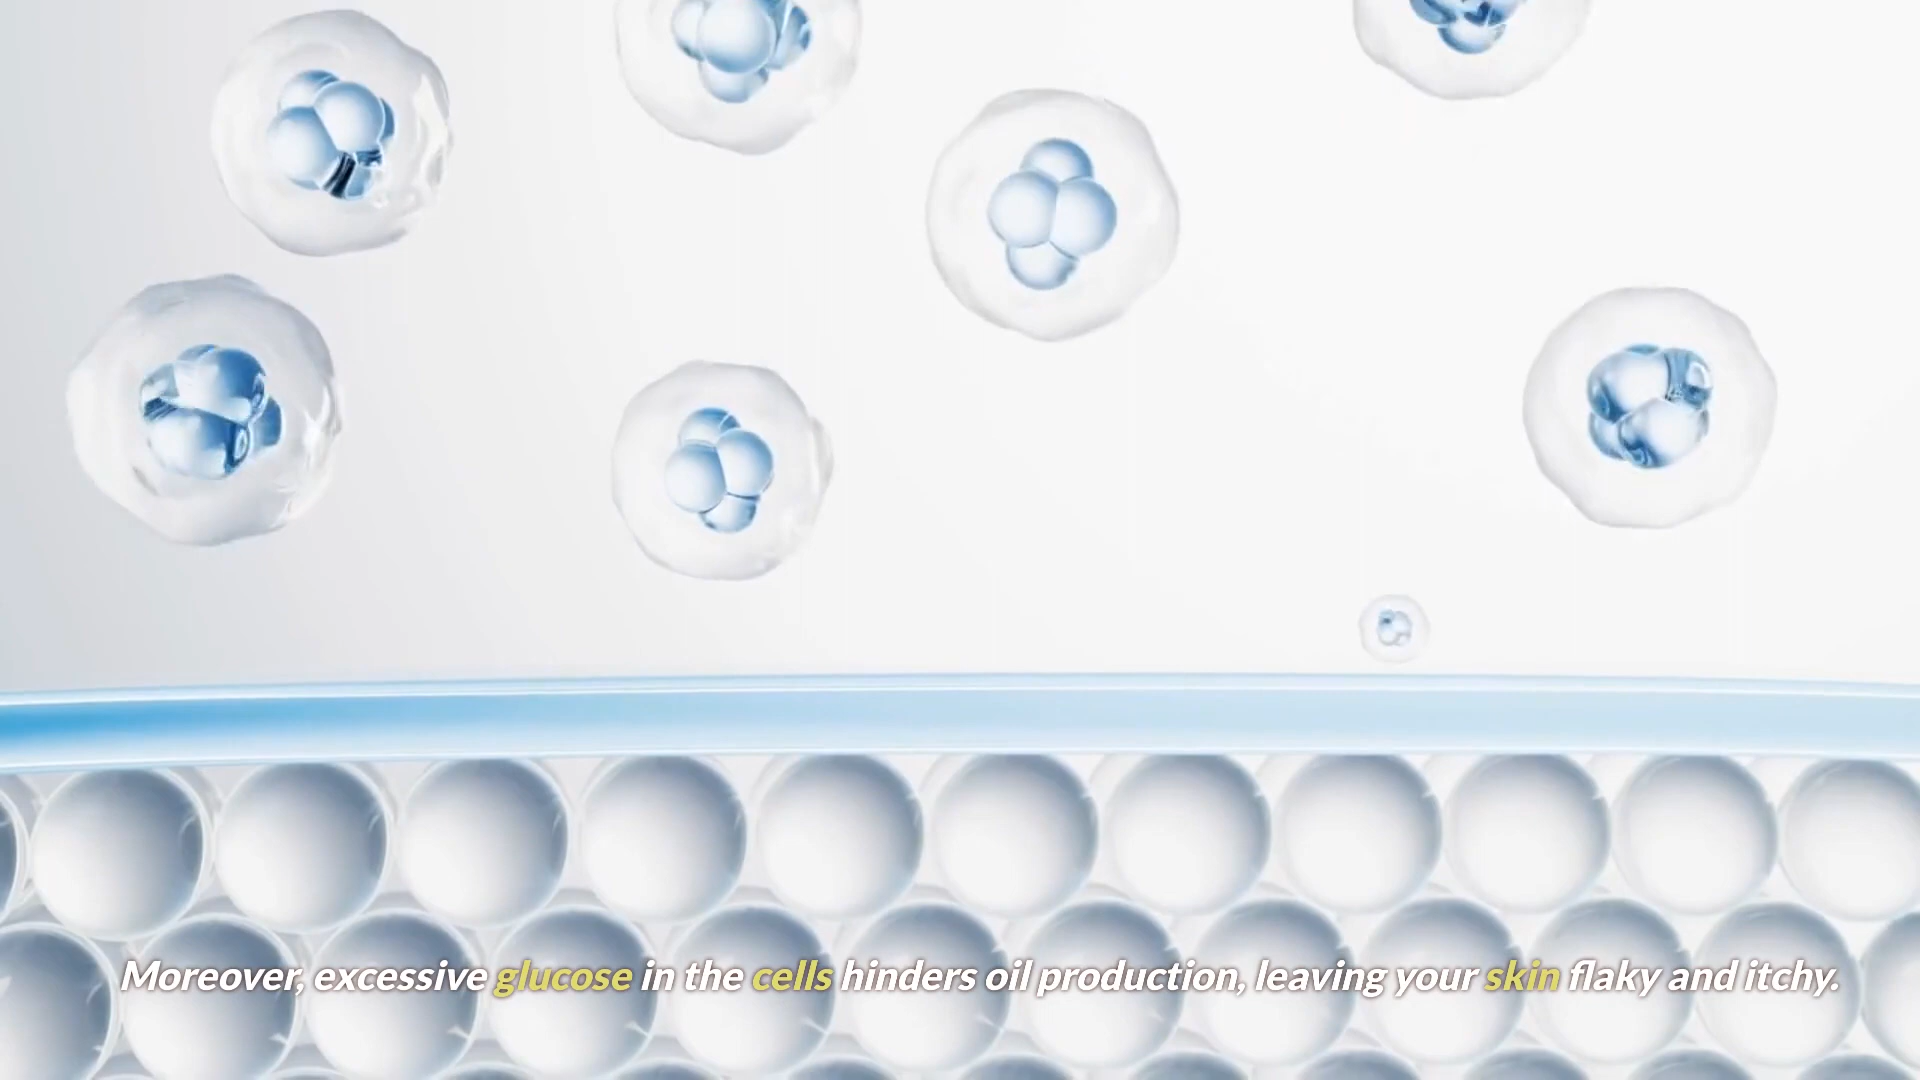 Moreover, excessive glucose in the cells hinders oil production, leaving your skin flaky and itchy.